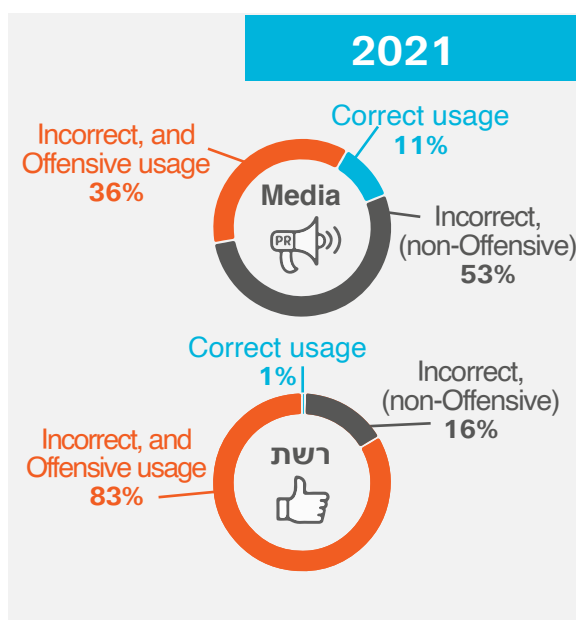 2021
Correct usage
11%
Incorrect, and
Offensive usage
36%
Media
PR
Incorrect,
(non-Offensive)
53%
Correct usage
1%
Incorrect,
(non-Offensive)
16%
Incorrect, and
Offensive usage
83%
רשת